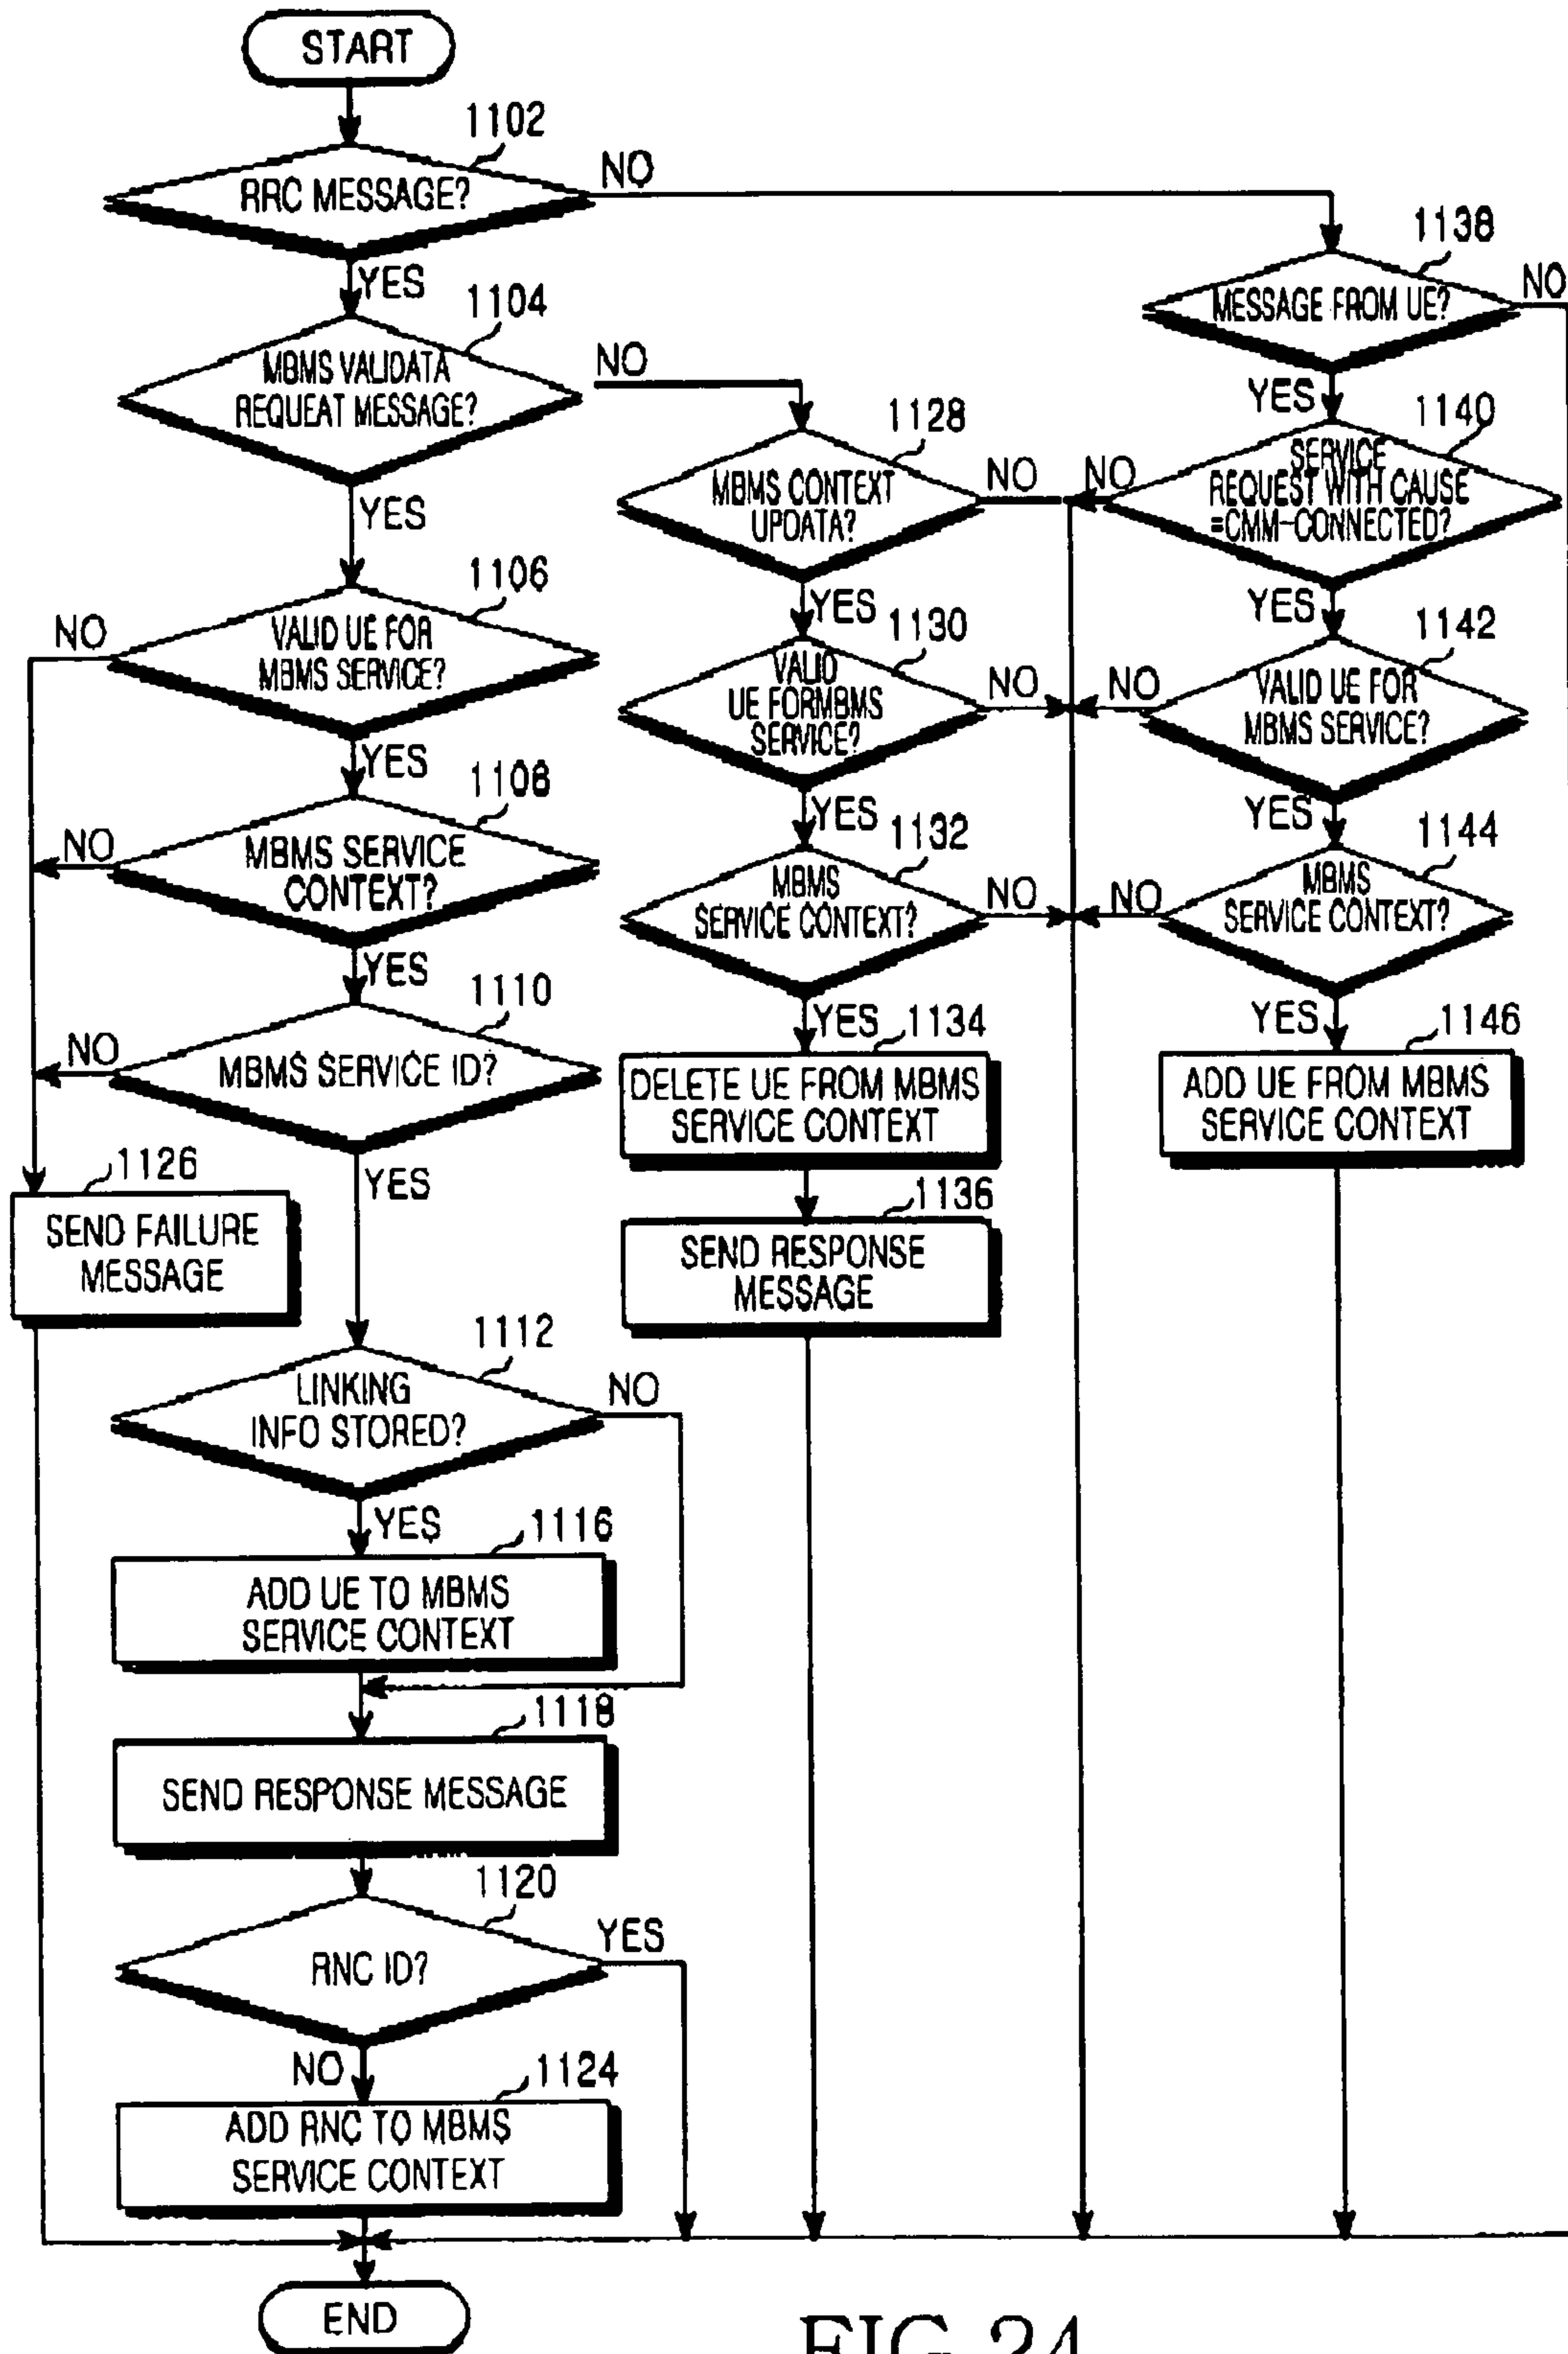 START
1102
RRC MESSAGE?
NO
YES
1104
MBMS VALIDATA
REQUEAT MESSAGE?
NO
YES
1106
VALID UE FOR
MBMS SERVICE?
NO
YES
1108
MBMS SERVICE
CONTEXT?
NO
YES
1110
MBMS SERVICE ID?
NO
YES
1126
SEND FAILURE
MESSAGE
1112
LINKING
INFO STORED?
NO
YES
1116
ADD UE TO MBMS
SERVICE CONTEXT
1118
SEND RESPONSE MESSAGE
1120
RNC ID?
YES
NO
1124
ADD RNC TO MBMS
SERVICE CONTEXT
END
1128
MBMS CONTEXT
UPDATA?
NO
YES
1130
VALID
UE FORMBMS
SERVICE?
NO
YES
1132
MBMS
SERVICE CONTEXT?
NO
YES
1134
DELETE UE FROM MBMS
SERVICE CONTEXT
1136
SEND RESPONSE
MESSAGE
1138
MESSAGE FROM UE?
NO
YES
1140
SERVICE
REQUEST WITH CAUSE
=CMM-CONNECTED?
NO
YES
1142
VALID UE FOR
MBMS SERVICE?
NO
YES
1144
MBMS
SERVICE CONTEXT?
NO
YES
1146
ADD UE FROM MBMS
SERVICE CONTEXT
FIG.24